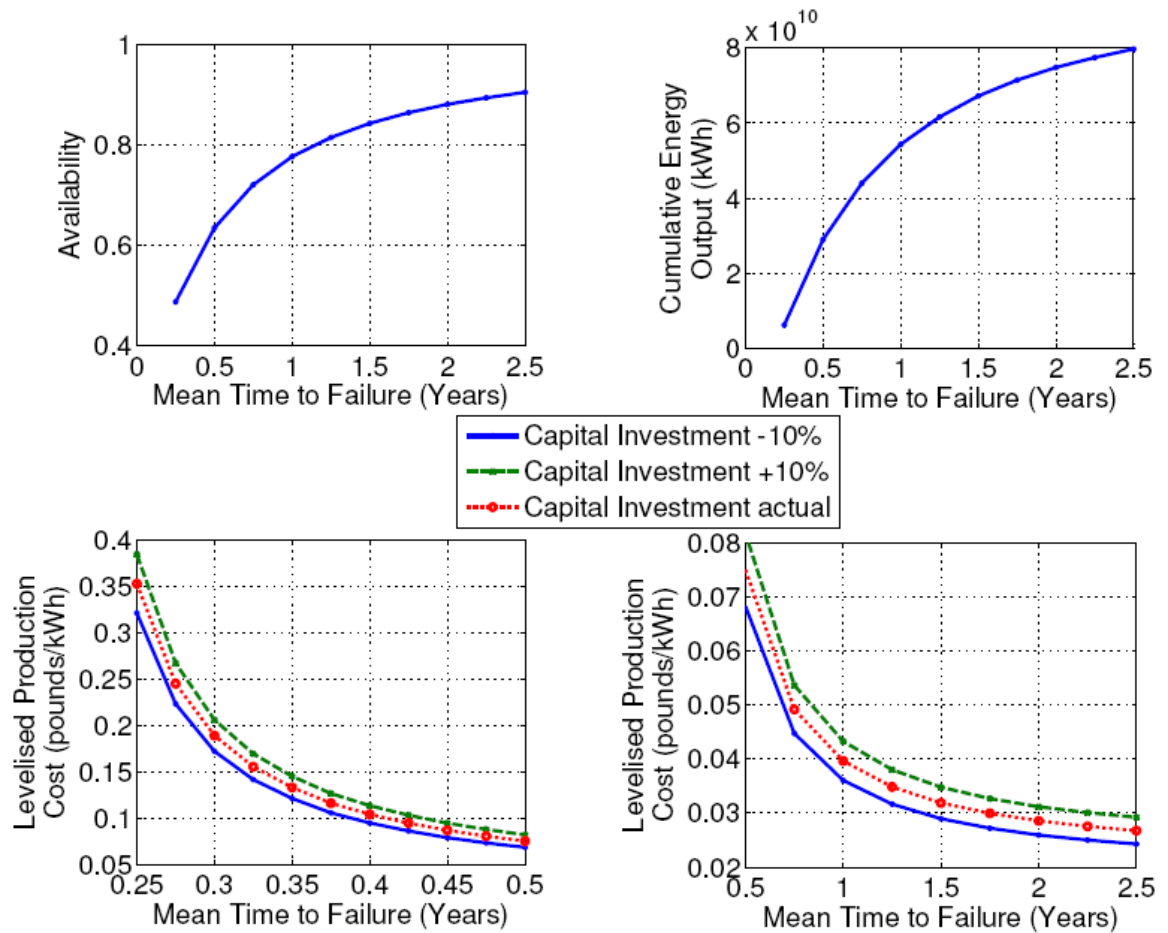 1
0.8
0.6
0.4
Availability
0 0.5 1 1.5 2 2.5
Mean Time to Failure (Years)
x 10^10
8
6
4
2
0
Cumulative Energy
Output (kWh)
0 0.5 1 1.5 2 2.5
Mean Time to Failure (Years)
Capital Investment -10%
Capital Investment +10%
Capital Investment actual
0.4
0.35
0.3
0.25
0.2
0.15
0.1
0.05
Levelised Production
Cost (pounds/kWh)
0.25 0.3 0.35 0.4 0.45 0.5
Mean Time to Failure (Years)
0.08
0.07
0.06
0.05
0.04
0.03
0.02
Levelised Production
Cost (pounds/kWh)
0.5 1 1.5 2 2.5
Mean Time to Failure (Years)